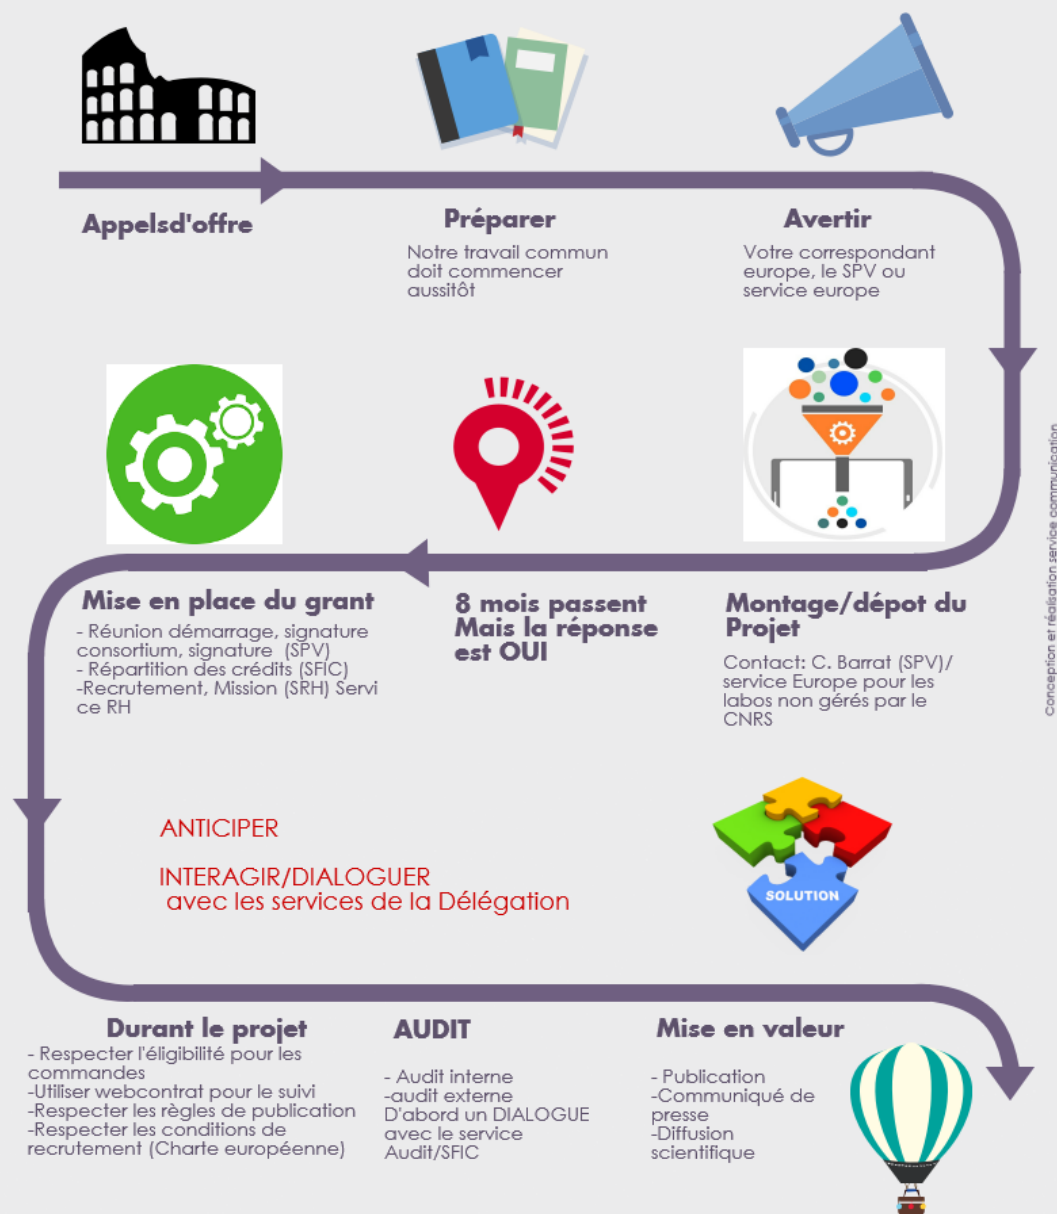 Appelsd'offre
Préparer
Notre travail commun
doit commencer
aussitôt
Avertir
Votre correspondant
europe, le SPV ou
service europe
Montage/dépot du
Projet
Contact: C. Barrat (SPV)/
service Europe pour les
labos non gérés par le
CNRS
8 mois passent
Mais la réponse
est OUI
Mise en place du grant
- Réunion démarrage, signature
consortium, signature (SPV)
- Répartition des crédits (SFIC)
-Recrutement, Mission (SRH) Servi
ce RH
ANTICIPER
INTERAGIR/DIALOGUER
avec les services de la Délégation
SOLUTION
Durant le projet
- Respecter l'éligibilité pour les
commandes
-Utiliser webcontrat pour le suivi
-Respecter les règles de publication
-Respecter les conditions de
recrutement (Charte européenne)
AUDIT
- Audit interne
-audit externe
D'abord un DIALOGUE
avec le service
Audit/SFIC
Mise en valeur
- Publication
-Communiqué de
presse
-Diffusion
scientifique
Conception et réalisation service communication